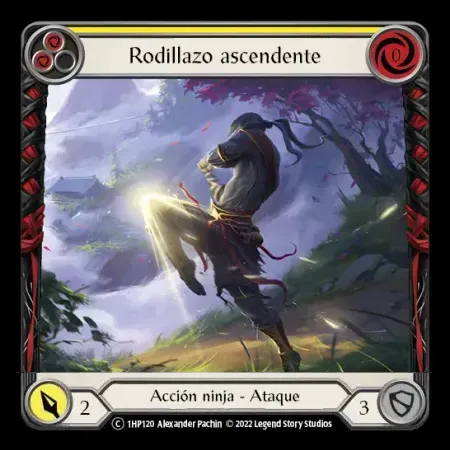 Rodillazo ascendente
0
Acción ninja - Ataque
2
3
C 1HP120 Alexander Pachin © 2022 Legend Story Studios